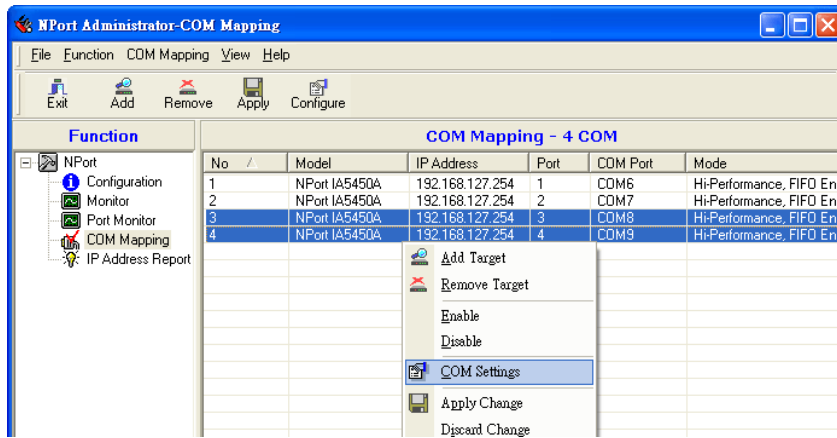 NPort Administrator-COM Mapping
File Function COM Mapping View Help
Exit Add Remove Apply Configure
Function
COM Mapping - 4 COM
NPort
Configuration
Monitor
Port Monitor
COM Mapping
IP Address Report
No Model IP Address Port COM Port Mode
1 NPort IA5450A 192.168.127.254 1 COM6 Hi-Performance, FIFO En
2 NPort IA5450A 192.168.127.254 2 COM7 Hi-Performance, FIFO En
3 NPort IA5450A 192.168.127.254 3 COM8 Hi-Performance, FIFO En
4 NPort IA5450A 192.168.127.254 4 COM9 Hi-Performance, FIFO En
Add Target
Remove Target
Enable
Disable
COM Settings
Apply Change
Discard Change